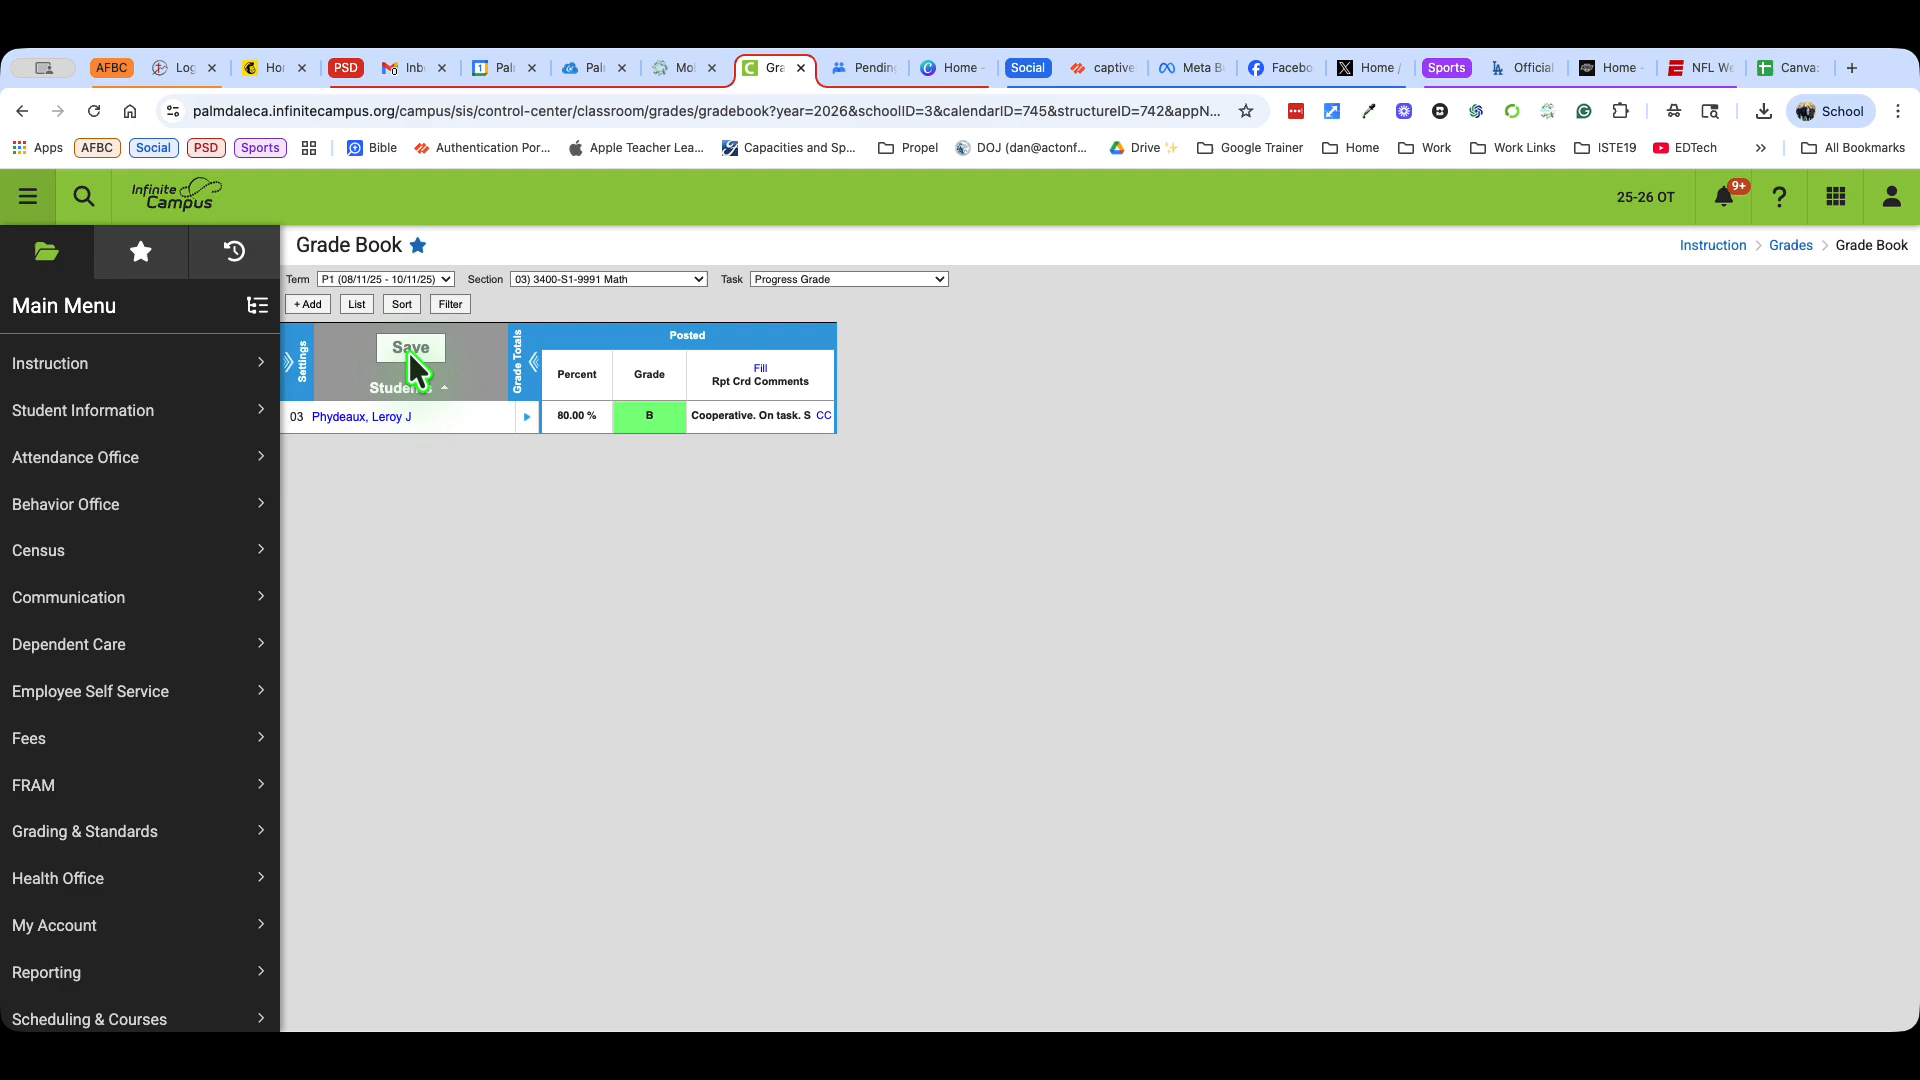 AFBC Log Hor PSD Inb Pal Pal Mo Gra Pending Home - Social captive Meta B Facebo Home / Sports Official Home - NFL We Canva:
palmdaleca.infinitecampus.org/campus/sis/control-center/classroom/grades/gradebook?year=2026&schoolID=3&calendarID=745&structureID=742&appN... School
Apps AFBC Social PSD Sports Bible Authentication Por... Apple Teacher Lea... Capacities and Sp... Propel DOJ (dan@actonf... Drive Google Trainer Home Work Work Links ISTE19 EDTech » All Bookmarks
Infinite
Campus
25-26 OT 9+ ?
Grade Book
Instruction > Grades > Grade Book
Term P1 (08/11/25 - 10/11/25) Section 03) 3400-S1-9991 Math Task Progress Grade
+ Add List Sort Filter
Settings
Save
Grade Totals
Posted
Percent Grade
Fill
Rpt Crd Comments
03 Phydeaux, Leroy J 80.00 % B Cooperative. On task. S CC
Main Menu
Instruction
Student Information
Attendance Office
Behavior Office
Census
Communication
Dependent Care
Employee Self Service
Fees
FRAM
Grading & Standards
Health Office
My Account
Reporting
Scheduling & Courses